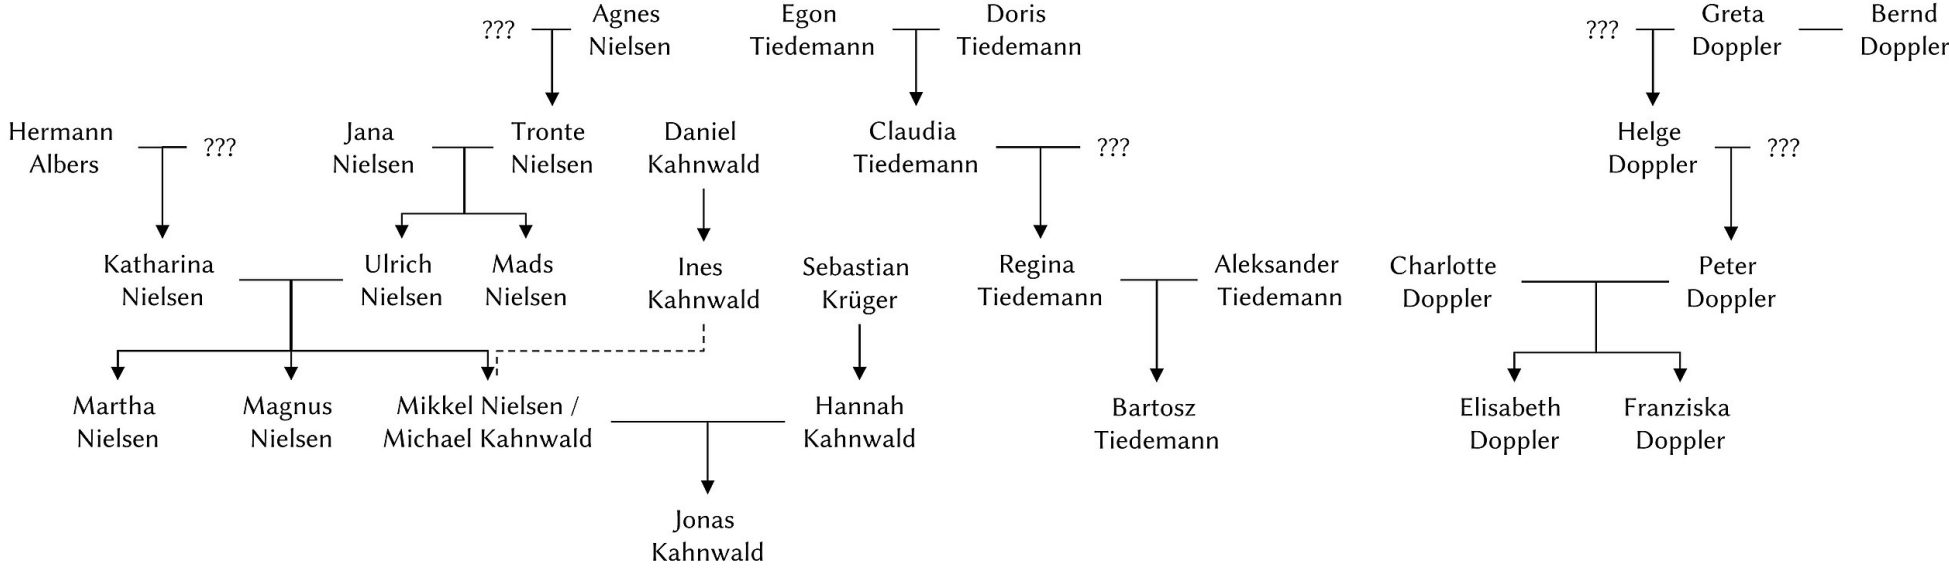 ??? Agnes Nielsen
Egon Tiedemann
Doris Tiedemann
??? Greta Doppler
Bernd Doppler
Hermann Albers
???
Jana Nielsen
Tronte Nielsen
Daniel Kahnwald
Claudia Tiedemann
???
Helge Doppler
???
Katharina Nielsen
Ulrich Nielsen
Mads Nielsen
Ines Kahnwald
Sebastian Krüger
Regina Tiedemann
Aleksander Tiedemann
Charlotte Doppler
Peter Doppler
Martha Nielsen
Magnus Nielsen
Mikkel Nielsen /
Michael Kahnwald
Hannah Kahnwald
Bartosz Tiedemann
Elisabeth Doppler
Franziska Doppler
Jonas Kahnwald